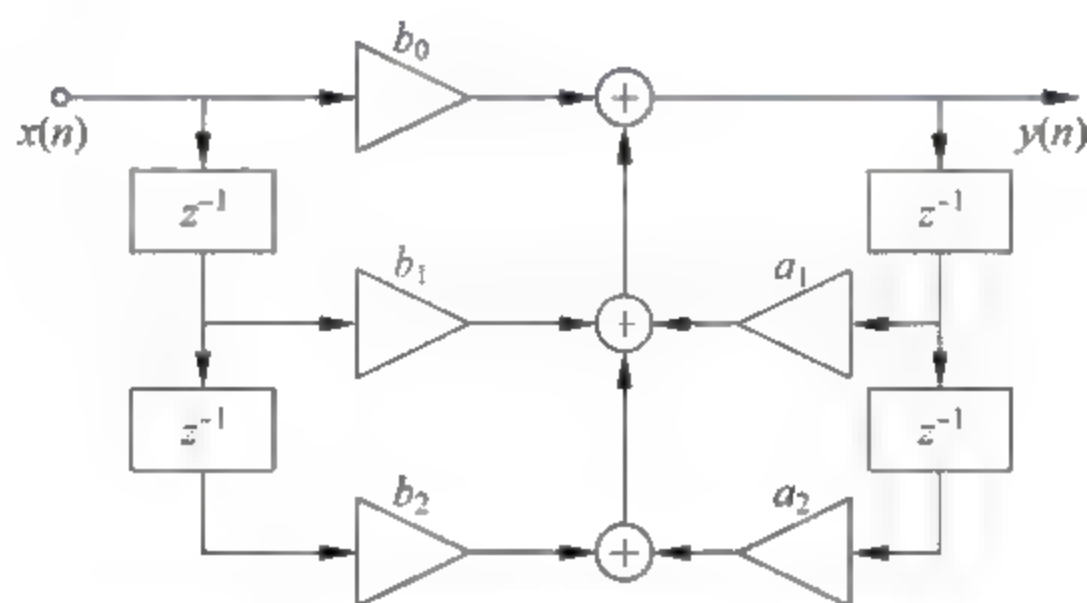 b₀
x(n)
y(n)
z⁻¹
z⁻¹
b₁
a₁
z⁻¹
z⁻¹
b₂
a₂